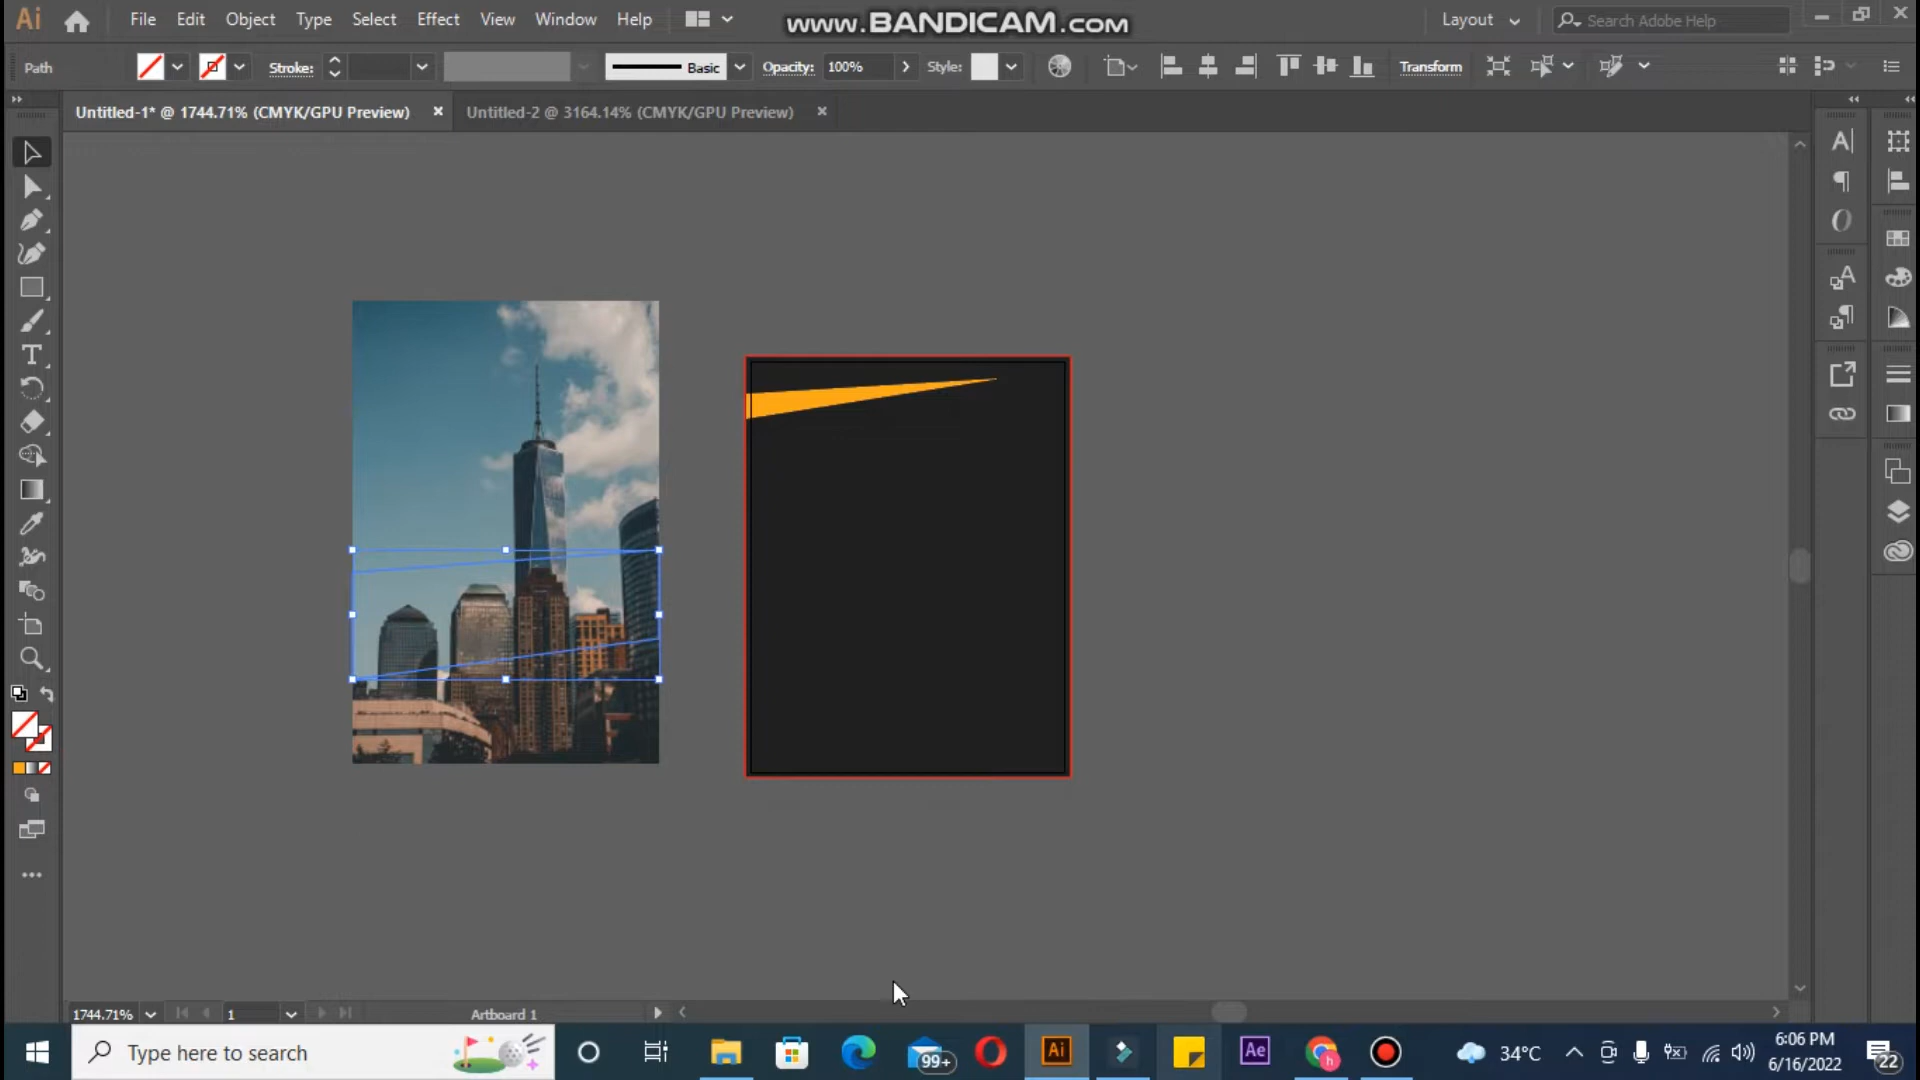 Ai File Edit Object Type Select Effect View Window Help www.BANDICAM.com Layout Search Adobe Help
Path Stroke: Basic Opacity: 100% Style: Transform
Untitled-1* @ 1744.71% (CMYK/GPU Preview) Untitled-2 @ 3164.14% (CMYK/GPU Preview)
1744.71% 1 Artboard 1
Type here to search 99+ Ai Ae h 34°C 6:06 PM
6/16/2022 22